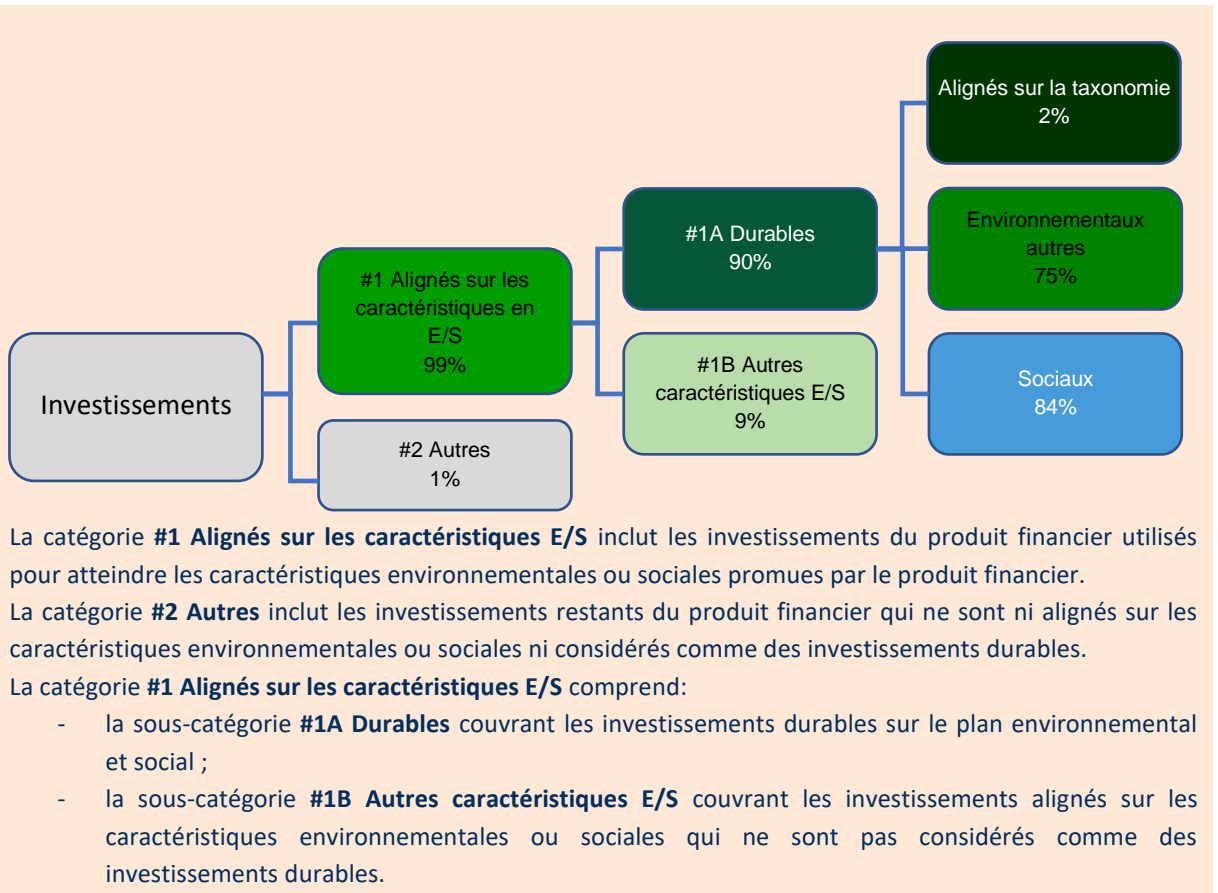 Alignés sur la taxonomie
2%
#1A Durables
90%
Environnementaux
autres
75%
#1 Alignés sur les
caractéristiques en
E/S
99%
Investissements
#1B Autres
caractéristiques E/S
9%
Sociaux
84%
#2 Autres
1%
La catégorie #1 Alignés sur les caractéristiques E/S inclut les investissements du produit financier utilisés
pour atteindre les caractéristiques environnementales ou sociales promues par le produit financier.
La catégorie #2 Autres inclut les investissements restants du produit financier qui ne sont ni alignés sur les
caractéristiques environnementales ou sociales ni considérés comme des investissements durables.
La catégorie #1 Alignés sur les caractéristiques E/S comprend:
- la sous-catégorie #1A Durables couvrant les investissements durables sur le plan environnemental
et social ;
- la sous-catégorie #1B Autres caractéristiques E/S couvrant les investissements alignés sur les
caractéristiques environnementales ou sociales qui ne sont pas considérés comme des
investissements durables.